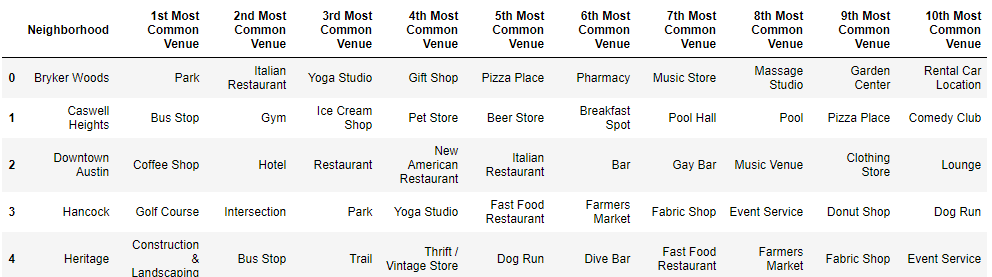 Neighborhood 1st Most Common Venue 2nd Most Common Venue 3rd Most Common Venue 4th Most Common Venue 5th Most Common Venue 6th Most Common Venue 7th Most Common Venue 8th Most Common Venue 9th Most Common Venue 10th Most Common Venue
0 Bryker Woods Park Italian Restaurant Yoga Studio Gift Shop Pizza Place Pharmacy Music Store Massage Studio Garden Center Rental Car Location
1 Caswell Heights Bus Stop Gym Ice Cream Shop Pet Store Beer Store Breakfast Spot Pool Hall Pool Pizza Place Comedy Club
2 Downtown Austin Coffee Shop Hotel Restaurant New American Restaurant Italian Restaurant Bar Gay Bar Music Venue Clothing Store Lounge
3 Hancock Golf Course Intersection Park Yoga Studio Fast Food Restaurant Farmers Market Fabric Shop Event Service Donut Shop Dog Run
4 Heritage Construction & Landscaping Bus Stop Trail Thrift / Vintage Store Dog Run Dive Bar Fast Food Restaurant Farmers Market Fabric Shop Event Service